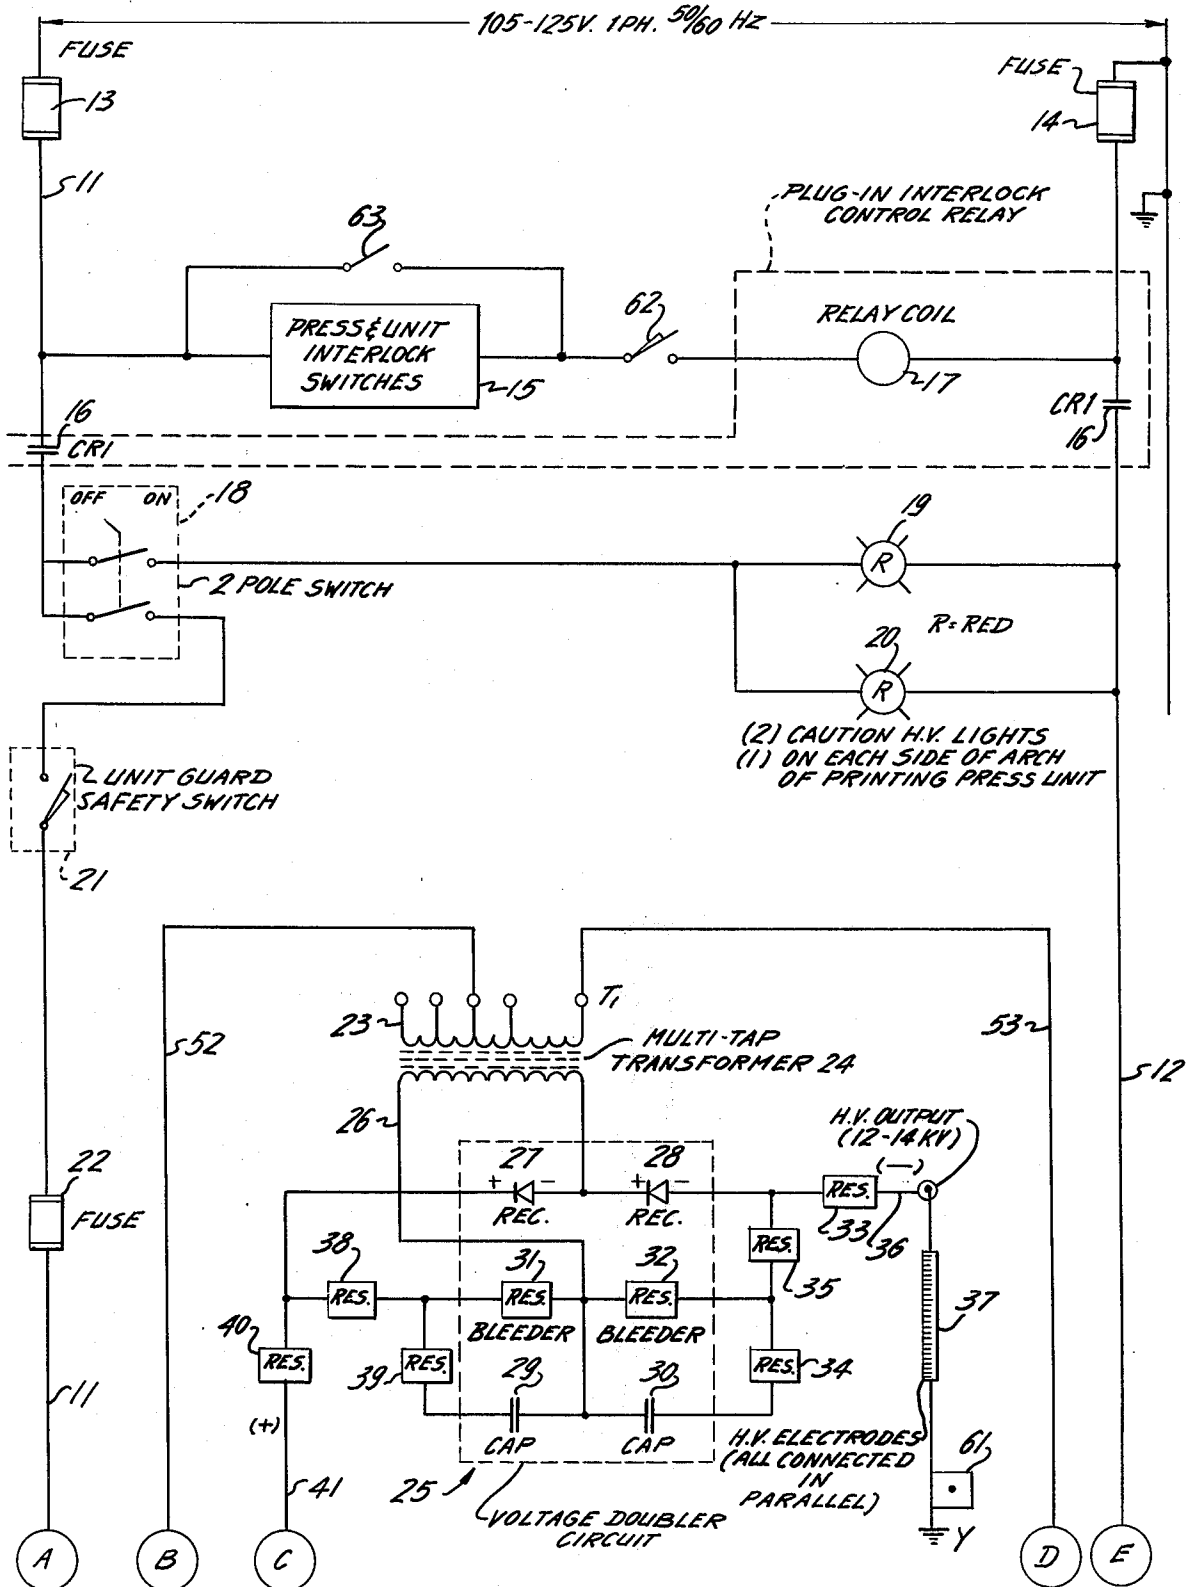 105-125V. 1PH. 50/60 HZ
FUSE
13
FUSE
14
11
PLUG-IN INTERLOCK
CONTROL RELAY
63
62
RELAY COIL
PRESS & UNIT
INTERLOCK
SWITCHES
15
17
CR1
16
16
CR1
OFF ON
18
19
R
2 POLE SWITCH
R=RED
20
R
(2) CAUTION H.V. LIGHTS
(1) ON EACH SIDE OF ARCH
OF PRINTING PRESS UNIT
UNIT GUARD
SAFETY SWITCH
21
T1
23
52
53
MULTI-TAP
TRANSFORMER 24
12
26
H.V. OUTPUT
(12-14 KV)
(—)
22
FUSE
27
+ -
REC.
28
+ -
REC.
RES.
33
36
RES.
35
38
RES.
31
RES.
BLEEDER
32
RES.
BLEEDER
37
40
RES.
39
RES.
29
CAP
30
CAP
RES.
34
11
(+)
H.V. ELECTRODES
(ALL CONNECTED
IN
PARALLEL)
61
41
25
VOLTAGE DOUBLER
CIRCUIT
Y
A
B
C
D
E